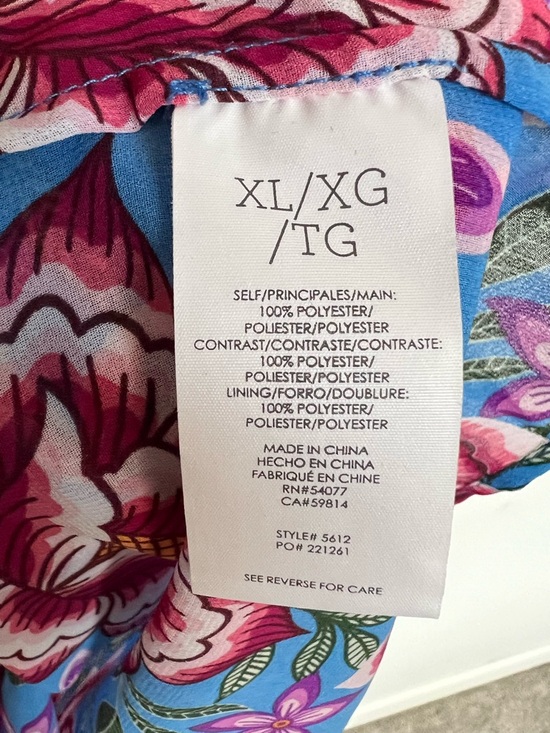 XL/XG
/TG
SELF/PRINCIPALES/MAIN:
100% POLYESTER/
POLIESTER/POLYESTER
CONTRAST/CONTRASTE/CONTRASTE:
100% POLYESTER/
POLIESTER/POLYESTER
LINING/FORRO/DOUBLURE:
100% POLYESTER/
POLIESTER/POLYESTER
MADE IN CHINA
HECHO EN CHINA
FABRIQUÉ EN CHINE
RN#54077
CA#59814
STYLE# 5612
PO# 221261
SEE REVERSE FOR CARE